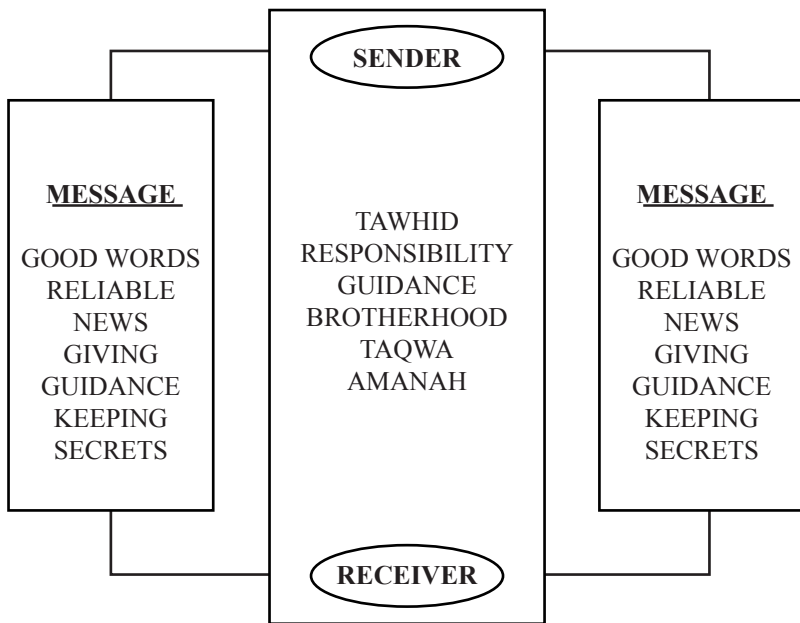 SENDER
MESSAGE
GOOD WORDS
RELIABLE
NEWS
GIVING
GUIDANCE
KEEPING
SECRETS
TAWHID
RESPONSIBILITY
GUIDANCE
BROTHERHOOD
TAQWA
AMANAH
MESSAGE
GOOD WORDS
RELIABLE
NEWS
GIVING
GUIDANCE
KEEPING
SECRETS
RECEIVER